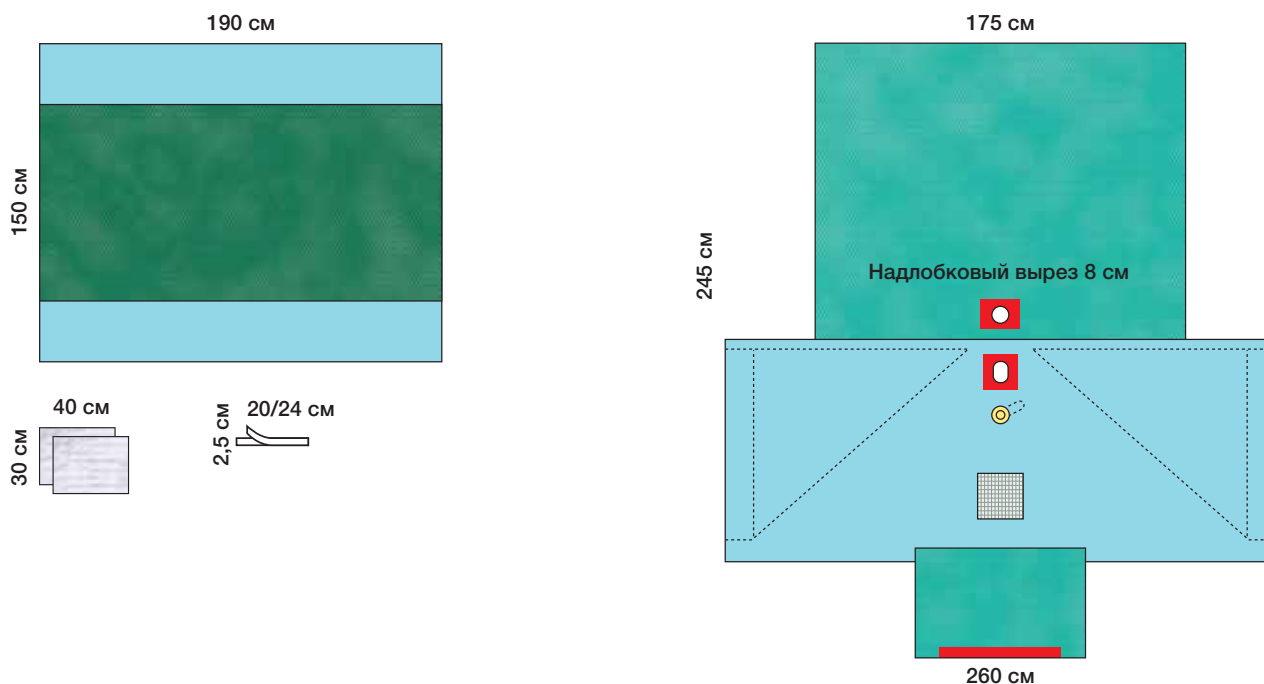 190 см
150 см
40 см
30 см
20/24 см
2,5 см
175 см
245 см
Надлобковый вырез 8 см
260 см